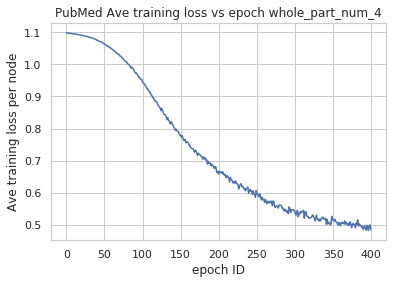 PubMed Ave training loss vs epoch whole_part_num_4
Ave training loss per node
1.1
1.0
0.9
0.8
0.7
0.6
0.5
0 50 100 150 200 250 300 350 400
epoch ID